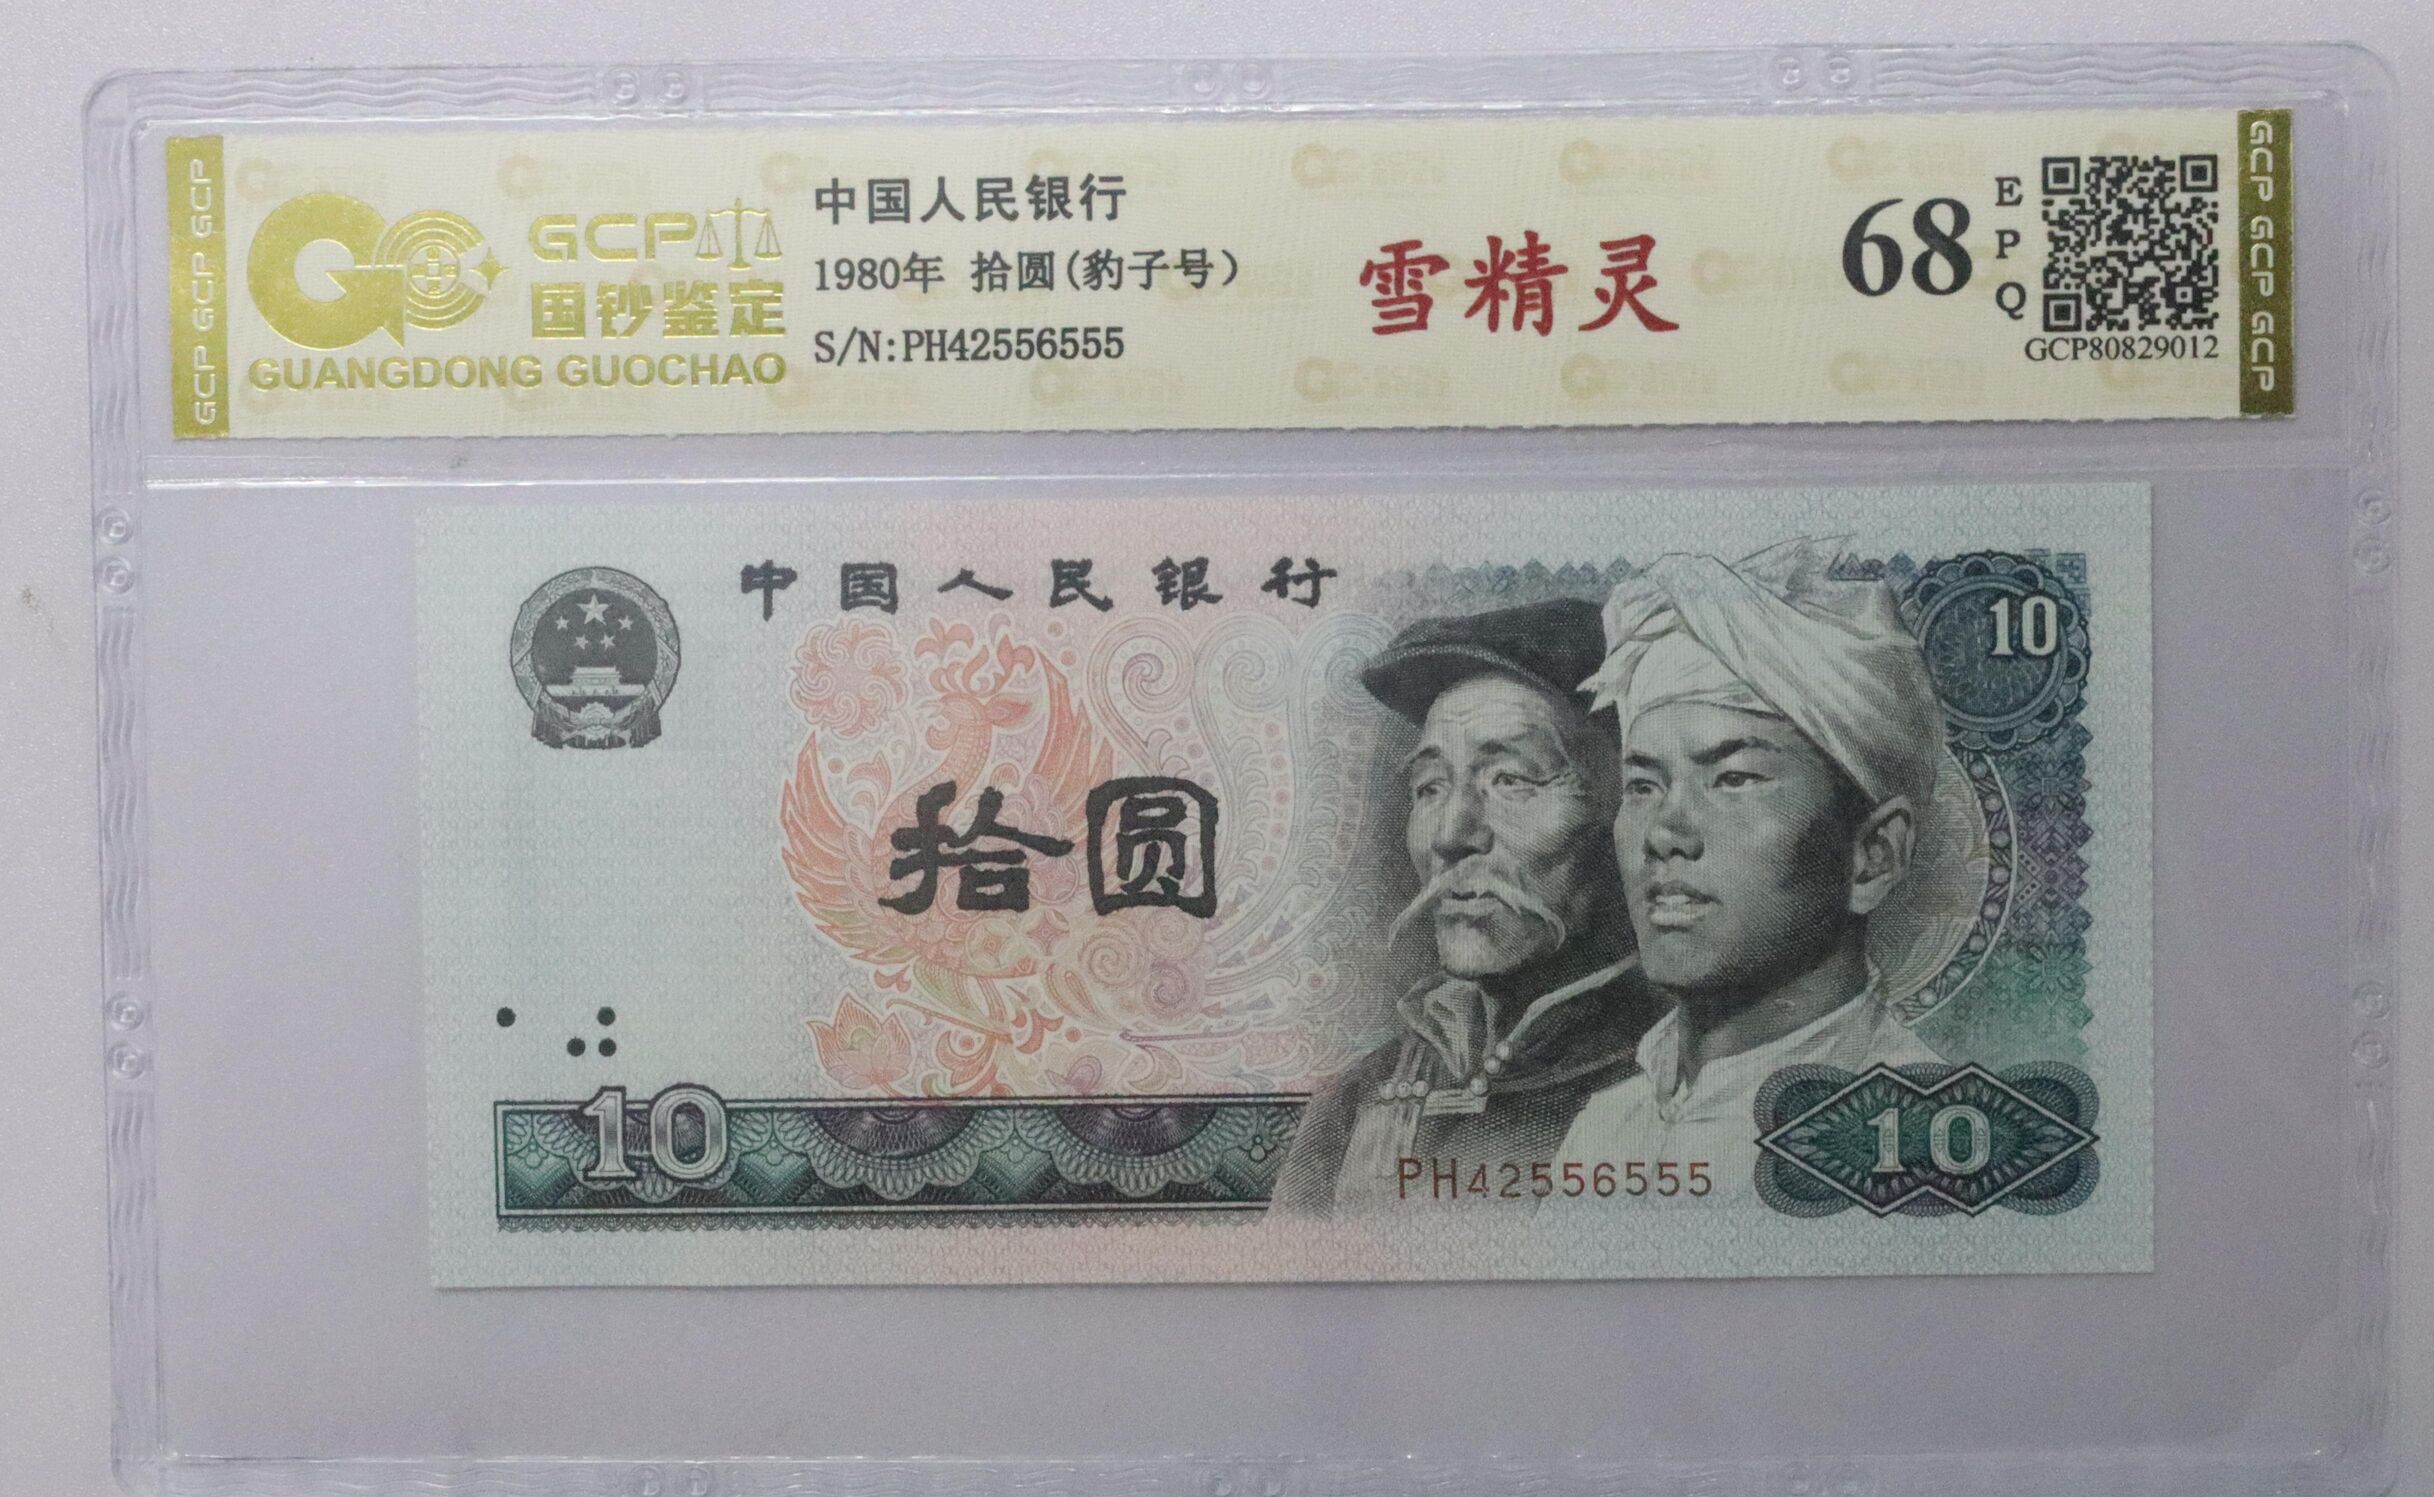 GCP GCP GCP
GCP
国钞鉴定
GUANGDONG GUOCHAO
中国人民银行
1980年 拾圆(豹子号)
S/N:PH42556555
雪精灵
68
EPQ
GCP80829012
GCP GCP GCP
中国人民银行
10
拾圆
10
PH42556555
10